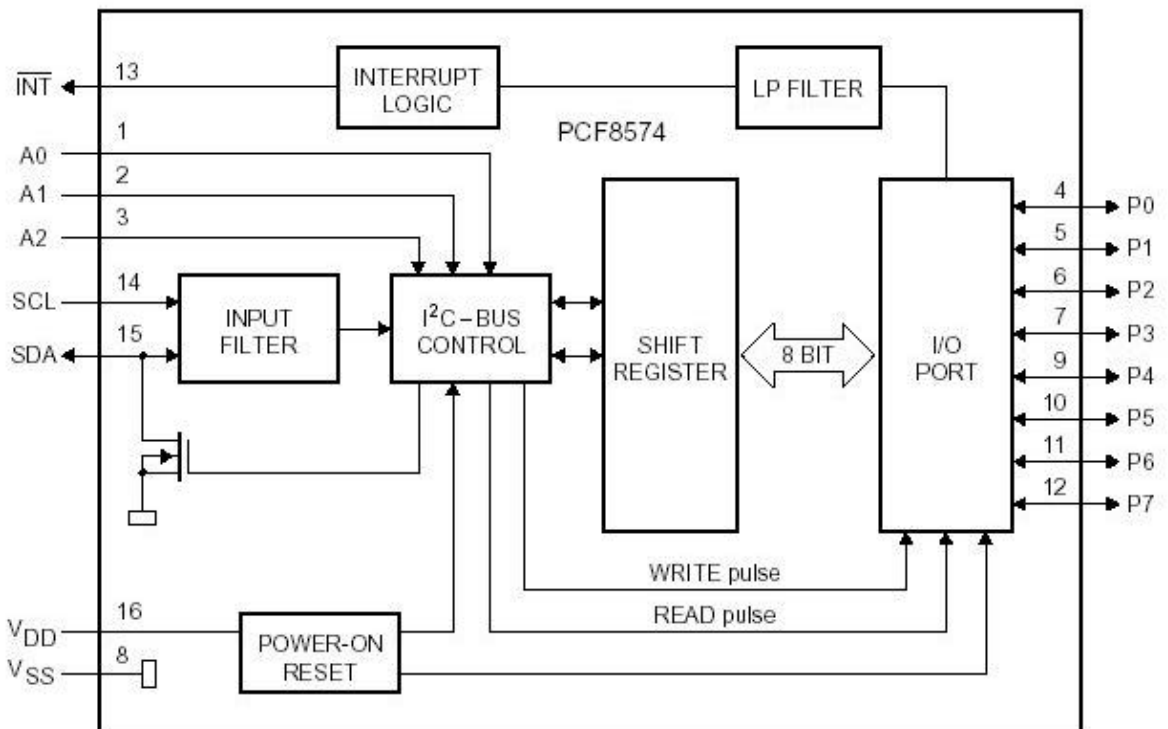 13
INT
INTERRUPT
LOGIC
LP FILTER
PCF8574
1
A0
2
A1
3
A2
14
SCL
15
SDA
INPUT
FILTER
I²C–BUS
CONTROL
SHIFT
REGISTER
8 BIT
I/O
PORT
4
P0
5
P1
6
P2
7
P3
9
P4
10
P5
11
P6
12
P7
WRITE pulse
READ pulse
16
VDD
8
VSS
POWER-ON
RESET